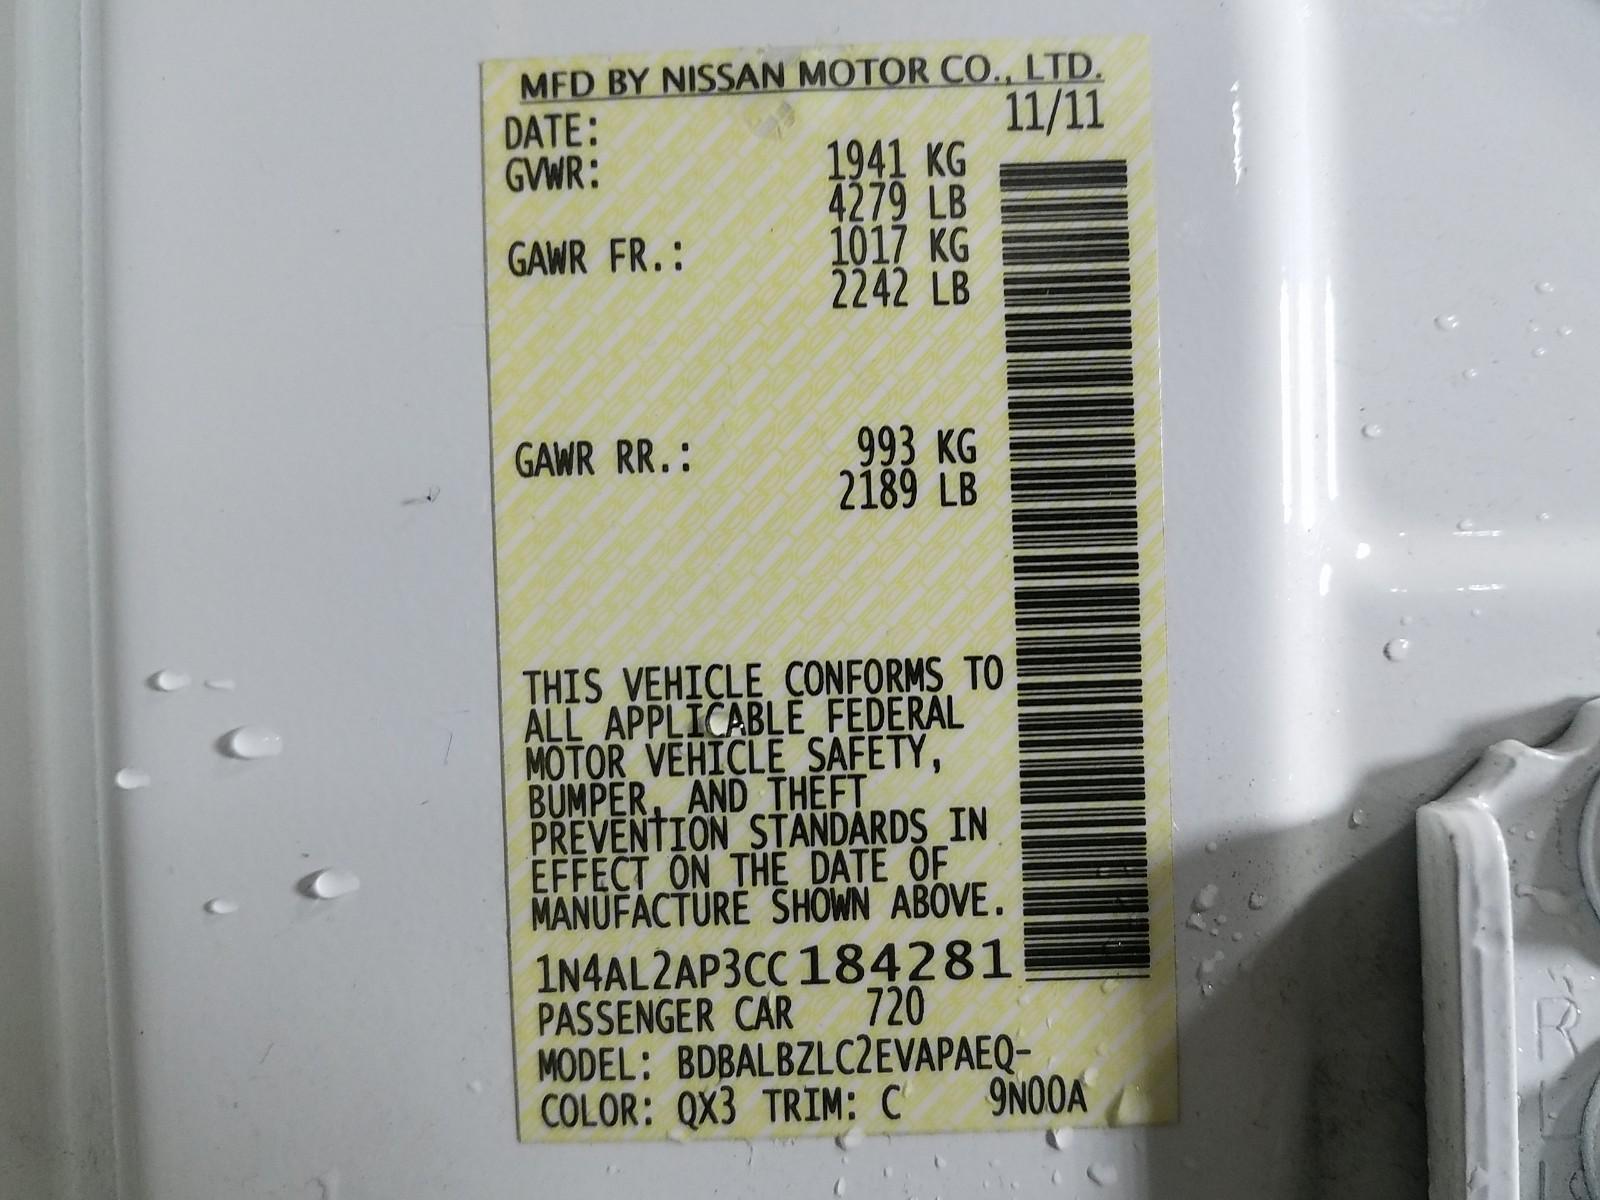 MFD BY NISSAN MOTOR CO., LTD.
DATE: 11/11
GVWR: 1941 KG
4279 LB
GAWR FR.: 1017 KG
2242 LB
GAWR RR.: 993 KG
2189 LB
THIS VEHICLE CONFORMS TO
ALL APPLICABLE FEDERAL
MOTOR VEHICLE SAFETY,
BUMPER, AND THEFT
PREVENTION STANDARDS IN
EFFECT ON THE DATE OF
MANUFACTURE SHOWN ABOVE.
1N4AL2AP3CC184281
PASSENGER CAR 720
MODEL: BDBALBZLC2EVAPAEQ-
COLOR: QX3 TRIM: C 9N00A